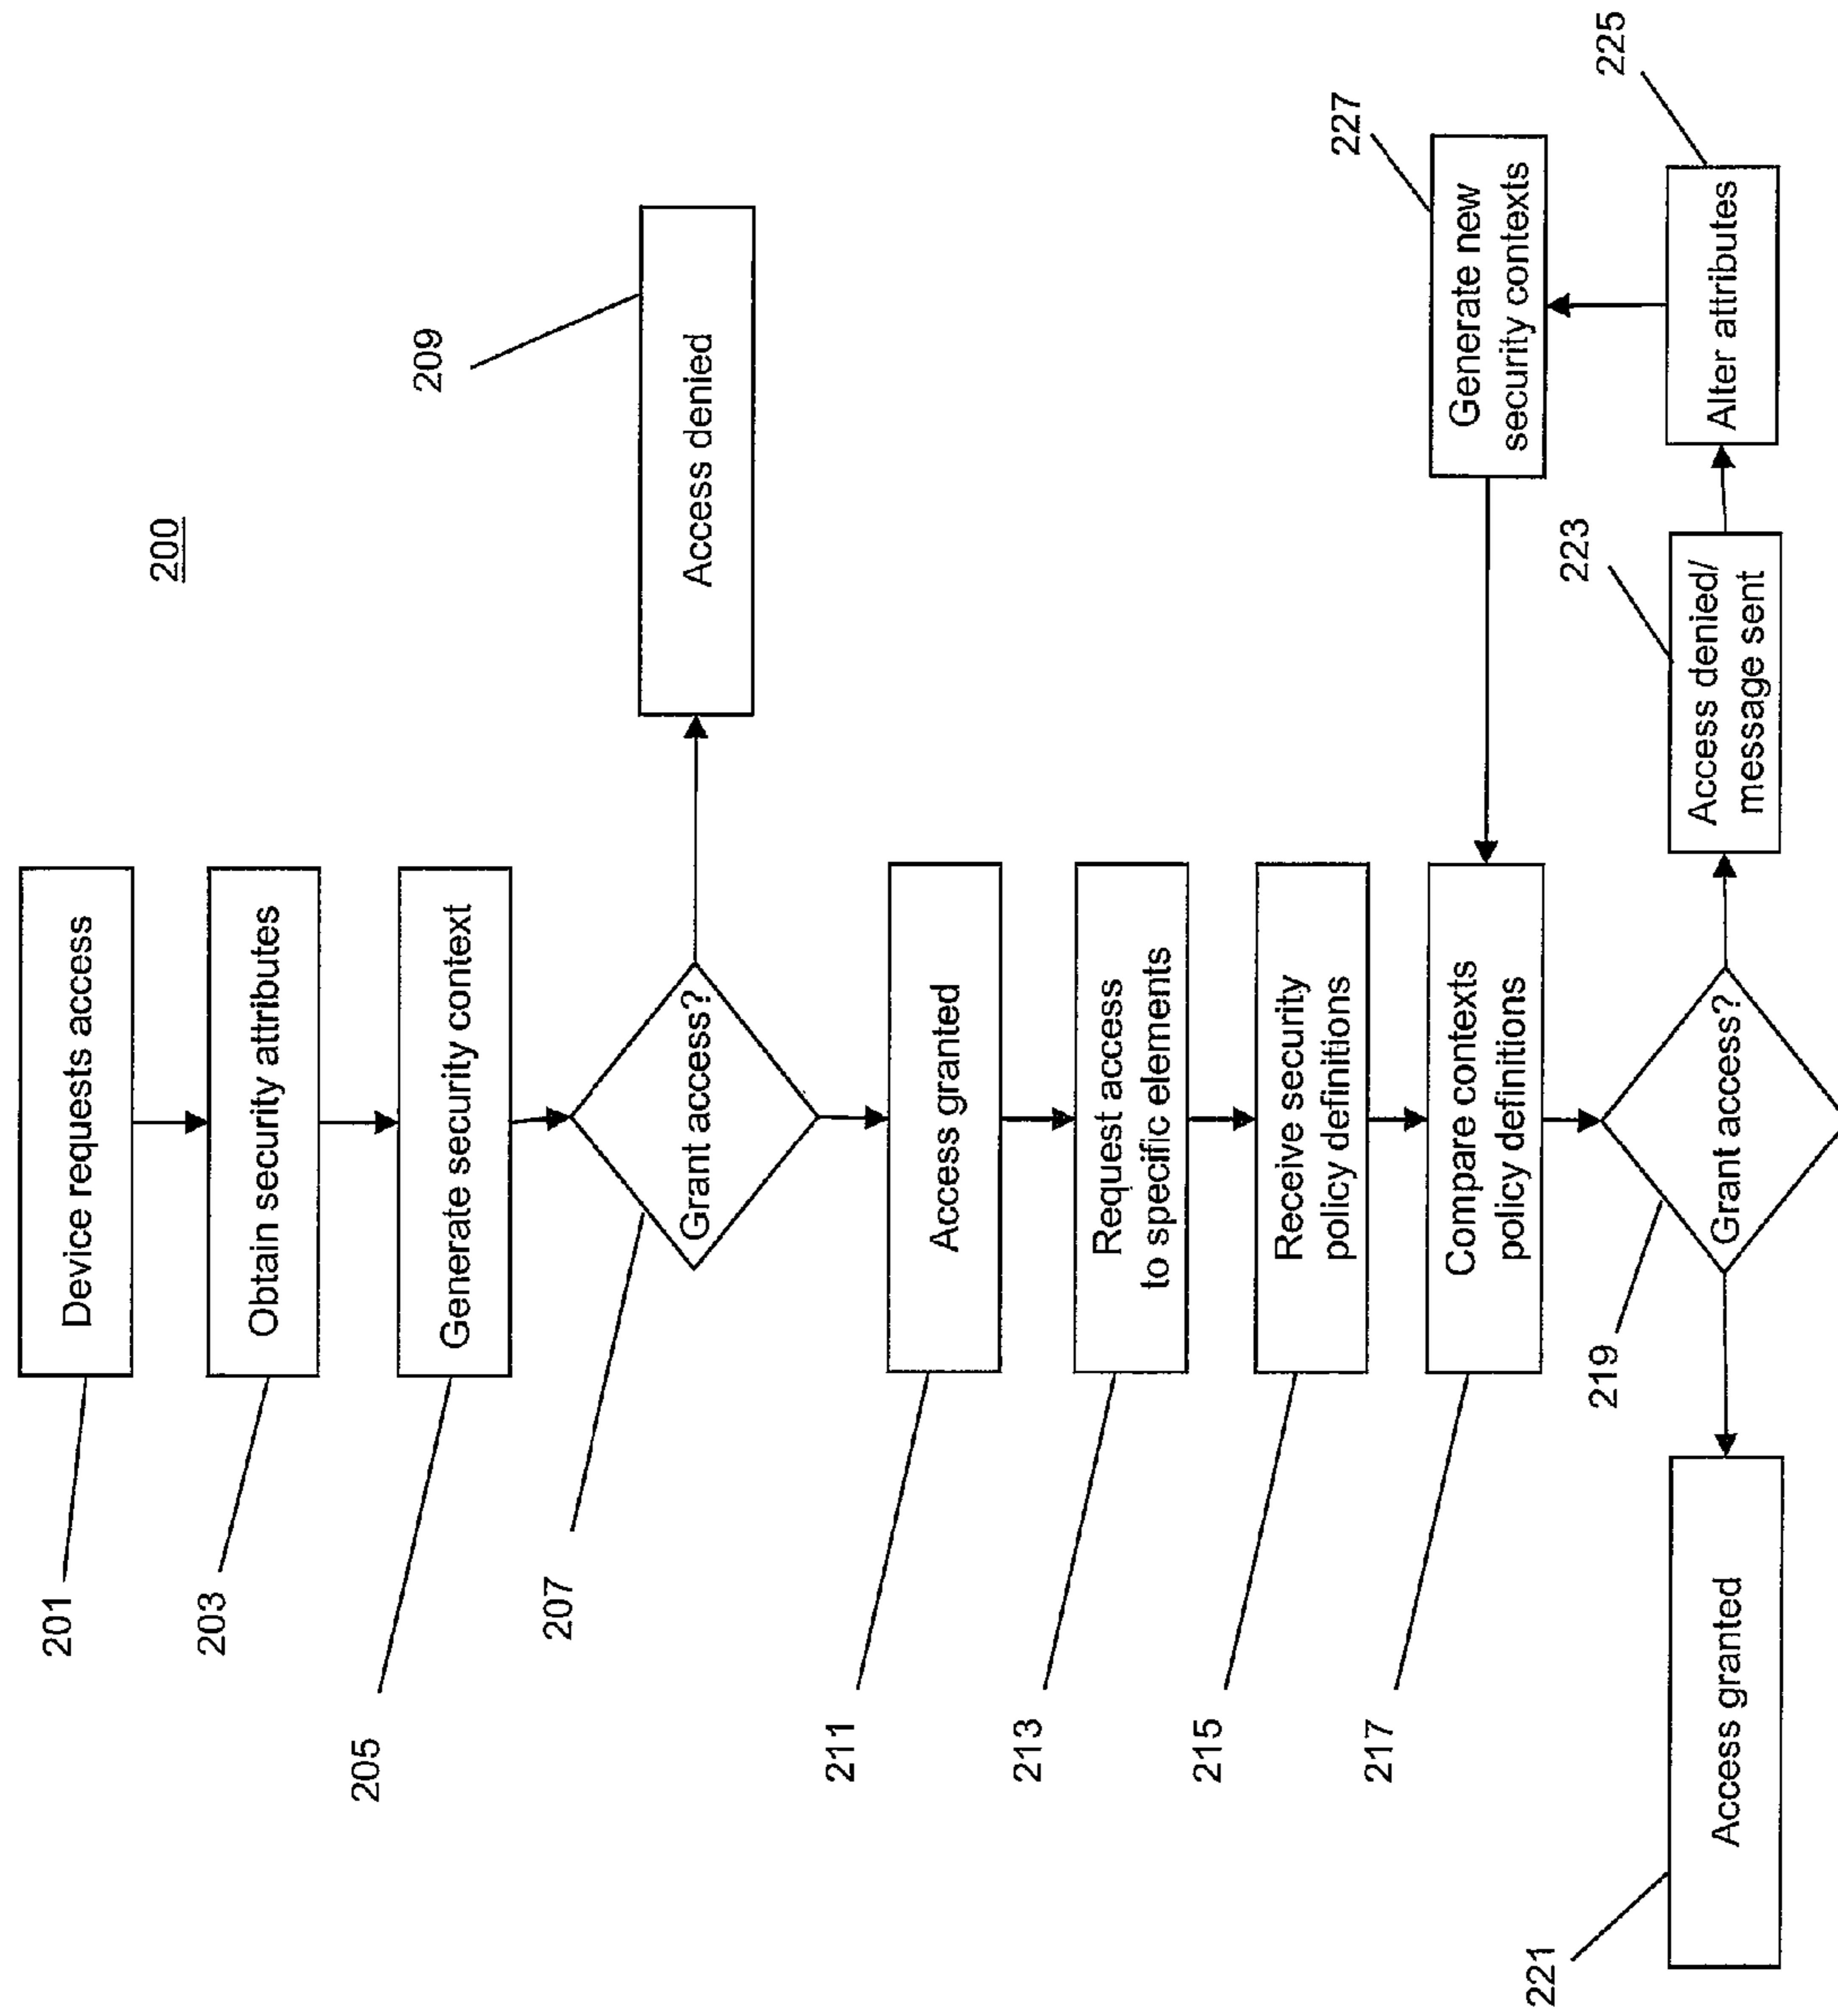 200
201
Device requests access
203
Obtain security attributes
205
Generate security context
207
Grant access?
209
Access denied
211
Access granted
213
Request access
to specific elements
215
Receive security
policy definitions
217
Compare contexts
policy definitions
219
Grant access?
221
Access granted
223
Access denied/
message sent
225
Alter attributes
227
Generate new
security contexts